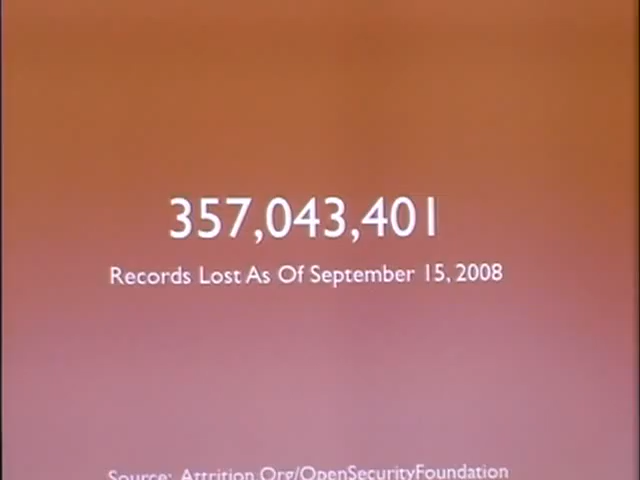 357,043,401
Records Lost As Of September 15, 2008
Source: Attrition.Org/OpenSecurityFoundation